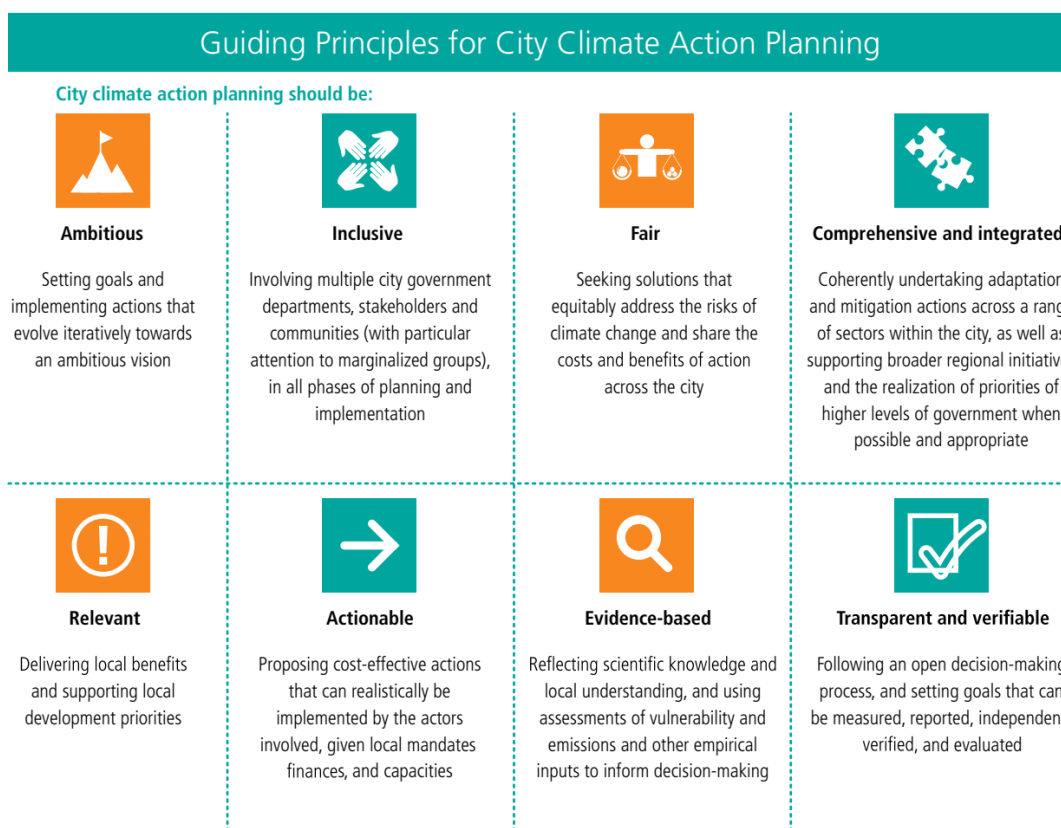 Guiding Principles for City Climate Action Planning
City climate action planning should be:
Ambitious
Setting goals and
implementing actions that
evolve iteratively towards
an ambitious vision
Inclusive
Involving multiple city government
departments, stakeholders and
communities (with particular
attention to marginalized groups),
in all phases of planning and
implementation
Fair
Seeking solutions that
equitably address the risks of
climate change and share the
costs and benefits of action
across the city
Comprehensive and integrated
Coherently undertaking adaptation
and mitigation actions across a rang
of sectors within the city, as well as
supporting broader regional initiativ
and the realization of priorities of
higher levels of government when
possible and appropriate
Relevant
Delivering local benefits
and supporting local
development priorities
Actionable
Proposing cost-effective actions
that can realistically be
implemented by the actors
involved, given local mandates
finances, and capacities
Evidence-based
Reflecting scientific knowledge and
local understanding, and using
assessments of vulnerability and
emissions and other empirical
inputs to inform decision-making
Transparent and verifiable
Following an open decision-making
process, and setting goals that can
be measured, reported, independen
verified, and evaluated